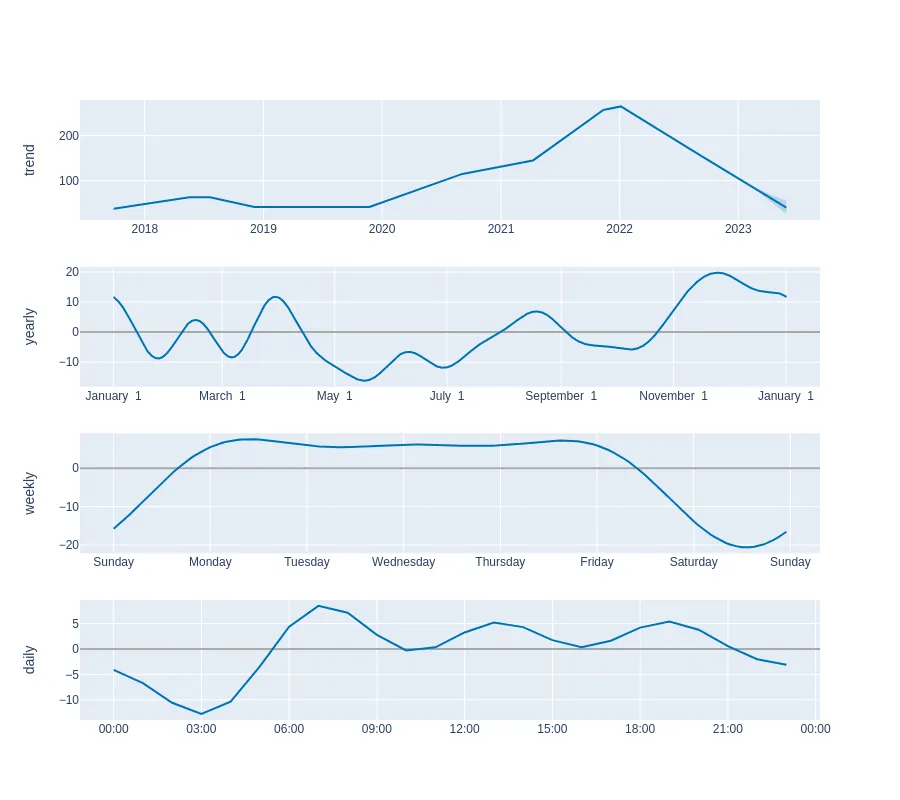 trend
200
100
2018 2019 2020 2021 2022 2023
yearly
20
10
0
−10
January 1 March 1 May 1 July 1 September 1 November 1 January 1
weekly
0
−10
−20
Sunday Monday Tuesday Wednesday Thursday Friday Saturday Sunday
daily
5
0
−5
−10
00:00 03:00 06:00 09:00 12:00 15:00 18:00 21:00 00:00